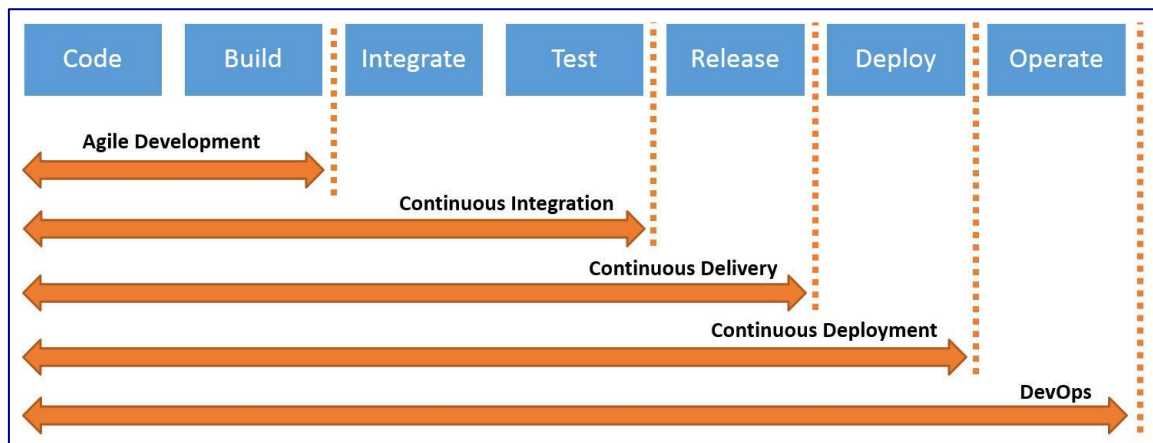 Code Build Integrate Test Release Deploy Operate
Agile Development
Continuous Integration
Continuous Delivery
Continuous Deployment
DevOps